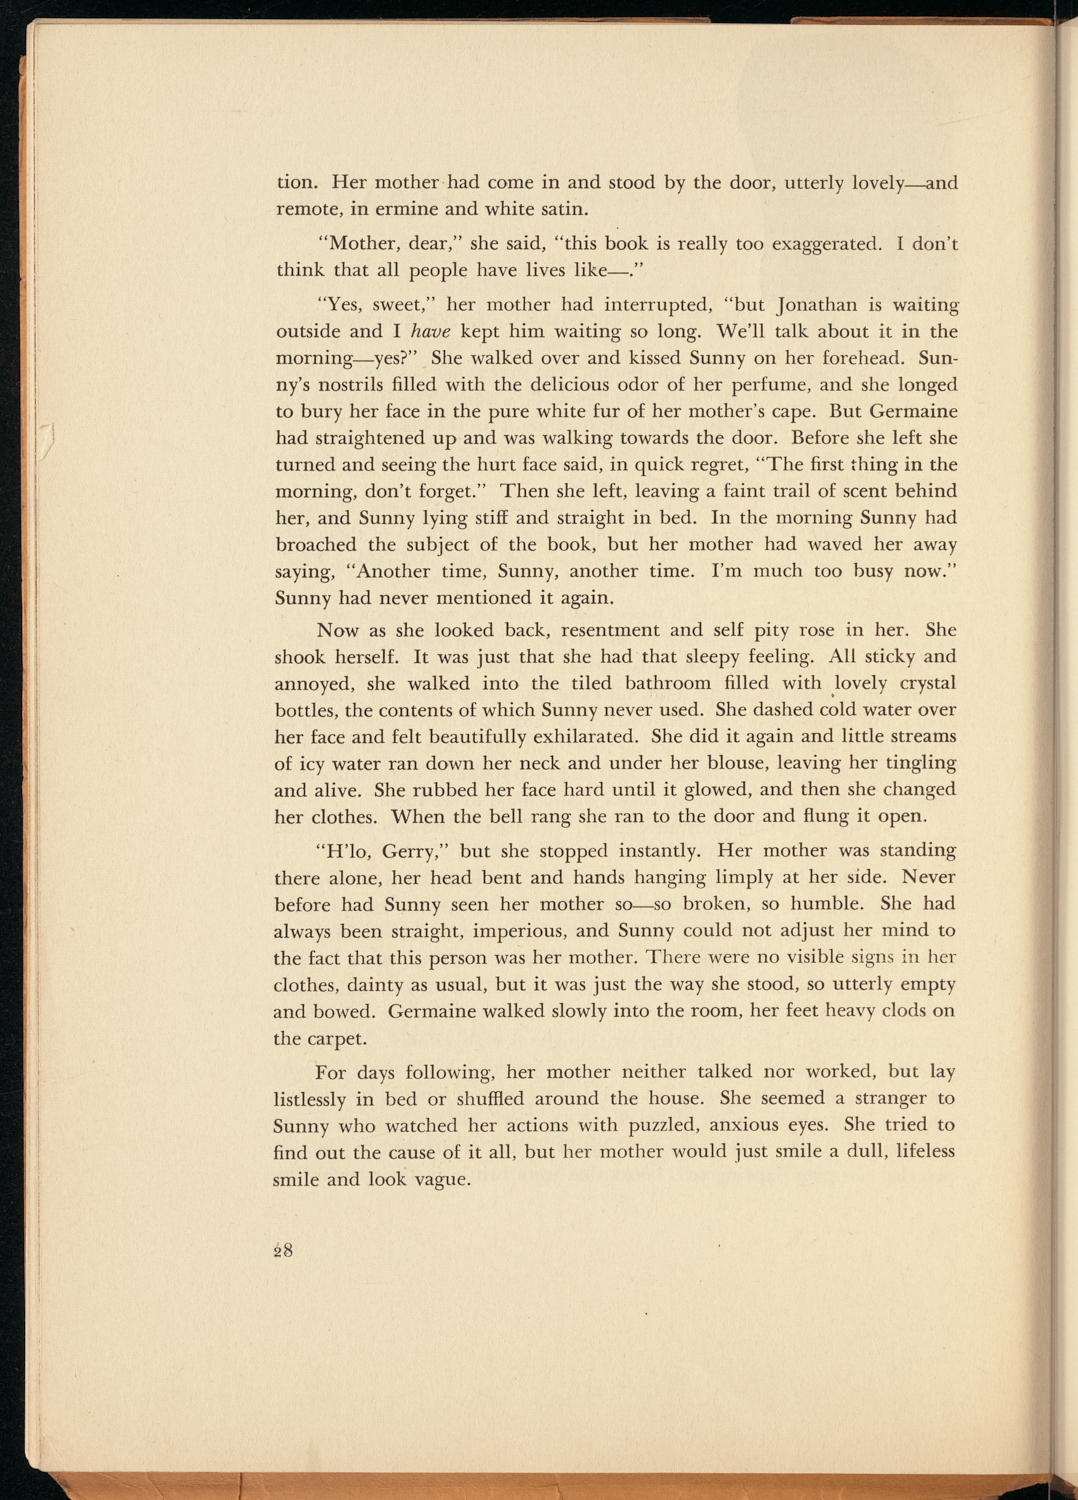 tion. Her mother had come in and stood by the door, utterly lovely—and
remote, in ermine and white satin.
“Mother, dear,” she said, “this book is really too exaggerated. I don’t
think that all people have lives like—.”
“Yes, sweet,” her mother had interrupted, “but Jonathan is waiting
outside and I have kept him waiting so long. We’ll talk about it in the
morning—yes?” She walked over and kissed Sunny on her forehead. Sun-
ny’s nostrils filled with the delicious odor of her perfume, and she longed
to bury her face in the pure white fur of her mother’s cape. But Germaine
had straightened up and was walking towards the door. Before she left she
turned and seeing the hurt face said, in quick regret, “The first thing in the
morning, don’t forget.” Then she left, leaving a faint trail of scent behind
her, and Sunny lying stiff and straight in bed. In the morning Sunny had
broached the subject of the book, but her mother had waved her away
saying, “Another time, Sunny, another time. I’m much too busy now.”
Sunny had never mentioned it again.
Now as she looked back, resentment and self pity rose in her. She
shook herself. It was just that she had that sleepy feeling. All sticky and
annoyed, she walked into the tiled bathroom filled with lovely crystal
bottles, the contents of which Sunny never used. She dashed cold water over
her face and felt beautifully exhilarated. She did it again and little streams
of icy water ran down her neck and under her blouse, leaving her tingling
and alive. She rubbed her face hard until it glowed, and then she changed
her clothes. When the bell rang she ran to the door and flung it open.
“H’lo, Gerry,” but she stopped instantly. Her mother was standing
there alone, her head bent and hands hanging limply at her side. Never
before had Sunny seen her mother so—so broken, so humble. She had
always been straight, imperious, and Sunny could not adjust her mind to
the fact that this person was her mother. There were no visible signs in her
clothes, dainty as usual, but it was just the way she stood, so utterly empty
and bowed. Germaine walked slowly into the room, her feet heavy clods on
the carpet.
For days following, her mother neither talked nor worked, but lay
listlessly in bed or shuffled around the house. She seemed a stranger to
Sunny who watched her actions with puzzled, anxious eyes. She tried to
find out the cause of it all, but her mother would just smile a dull, lifeless
smile and look vague.
28